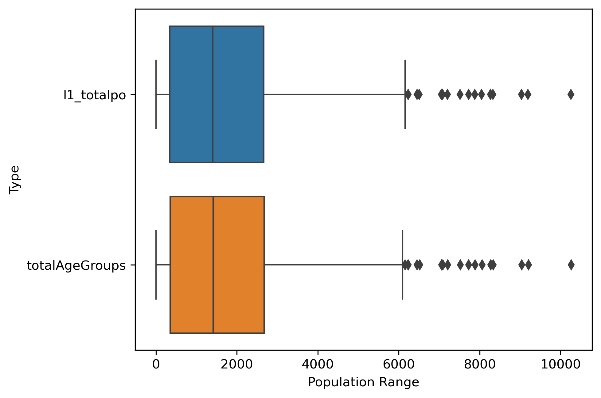 l1_totalpo
totalAgeGroups
Type
0 2000 4000 6000 8000 10000
Population Range